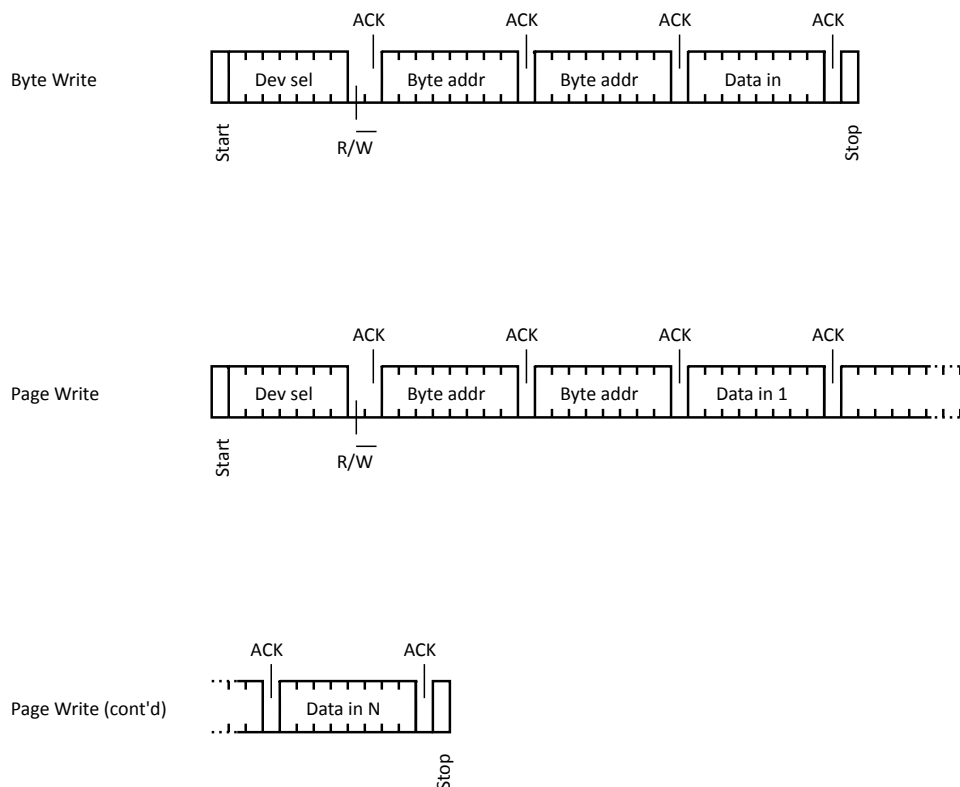 ACK ACK ACK ACK
Byte Write Dev sel Byte addr Byte addr Data in
Start R/W Stop
ACK ACK ACK ACK
Page Write Dev sel Byte addr Byte addr Data in 1
Start R/W
ACK ACK
Page Write (cont'd) Data in N
Stop